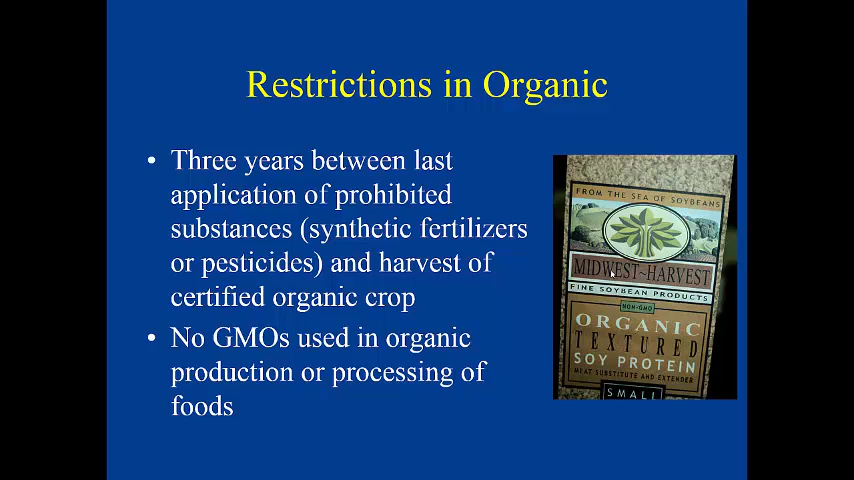 Restrictions in Organic
• Three years between last
application of prohibited
substances (synthetic fertilizers
or pesticides) and harvest of
certified organic crop
• No GMOs used in organic
production or processing of
foods
FROM THE SEA OF SOYBEANS
MIDWEST~HARVEST
FINE SOYBEAN PRODUCTS
NON-GMO
ORGANIC
TEXTURED
SOY PROTEIN
MEAT SUBSTITUTE AND EXTENDER
SMALL